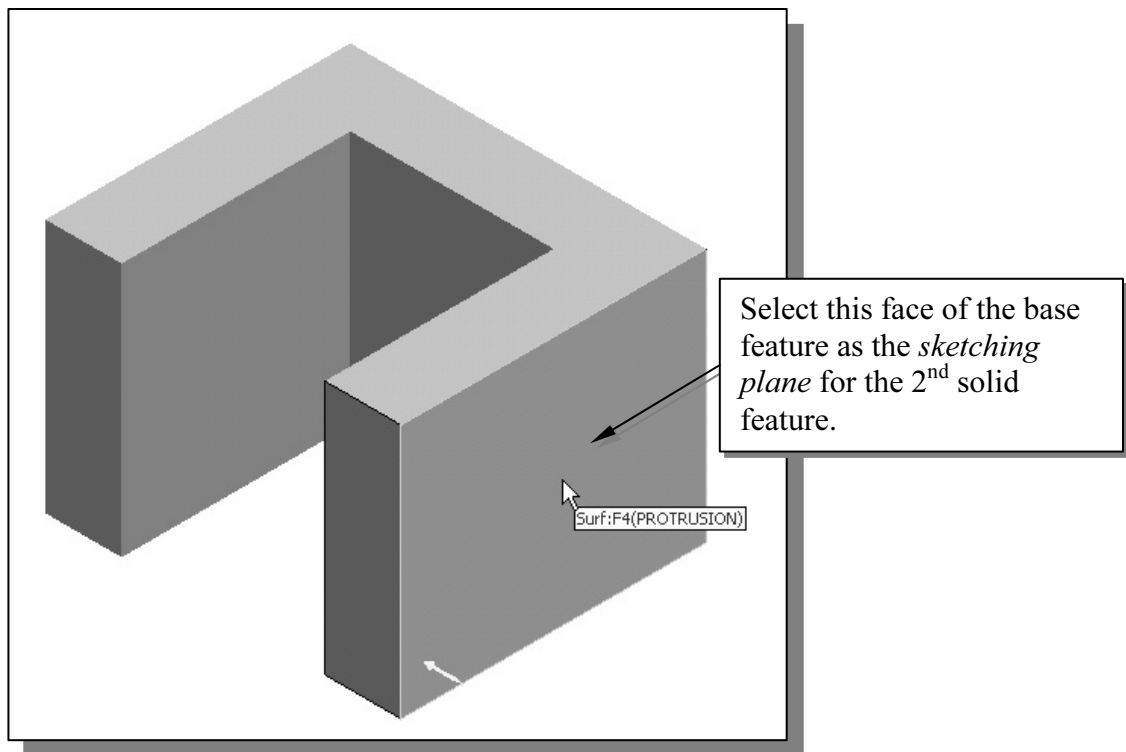 Select this face of the base
feature as the sketching
plane for the 2nd solid
feature.
Surf:F4(PROTRUSION)